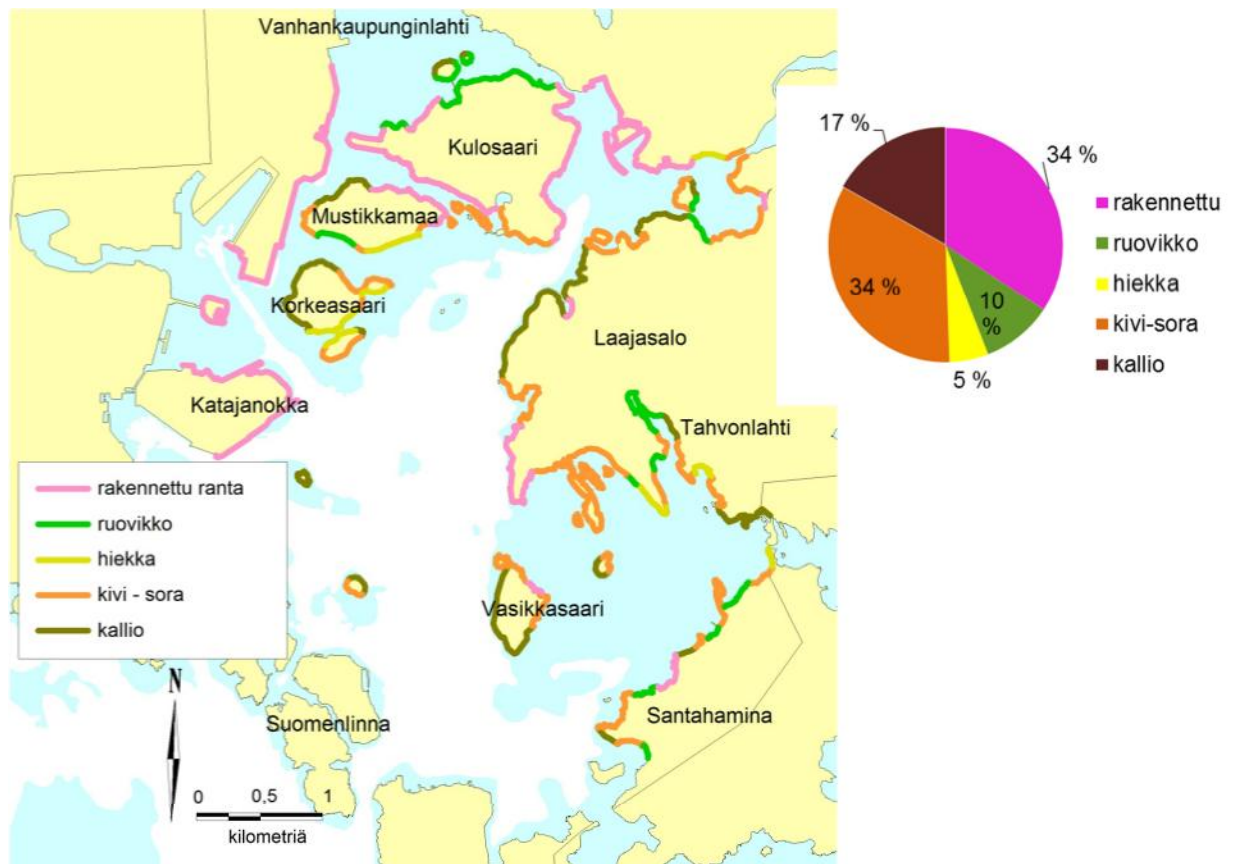 Vanhankaupunginlahti
Kulosaari
Mustikkamaa
Korkeasaari
Laajasalo
Katajanokka
Tahvonlahti
Vasikkasaari
Santahamina
Suomenlinna
rakennettu ranta
ruovikko
hiekka
kivi - sora
kallio
N
0 0,5 1
kilometriä
17 %
34 %
34 %
10
%
5 %
rakennettu
ruovikko
hiekka
kivi-sora
kallio